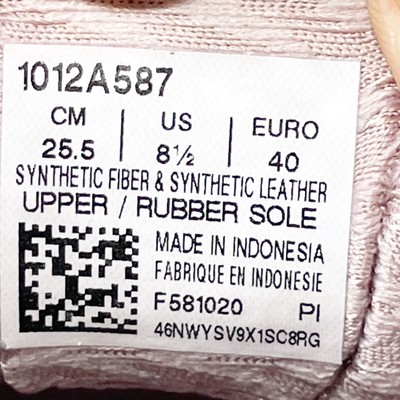 1012A587
CM US EURO
25.5 8½ 40
SYNTHETIC FIBER & SYNTHETIC LEATHER
UPPER / RUBBER SOLE
MADE IN INDONESIA
FABRIQUE EN INDONESIE
F581020 PI
46NWYSV9X1SC8RG